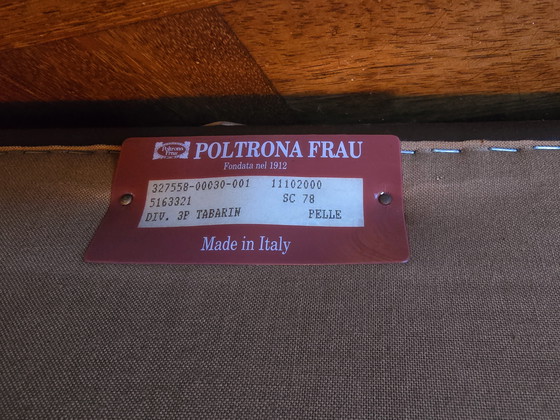 Poltrona Frau
POLTRONA FRAU
Fondata nel 1912
327558-00030-001 11102000
5163321 SC 78
DIV. 3P TABARIN PELLE
Made in Italy